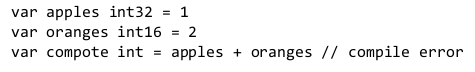 var apples int32 = 1
var oranges int16 = 2
var compote int = apples + oranges // compile error